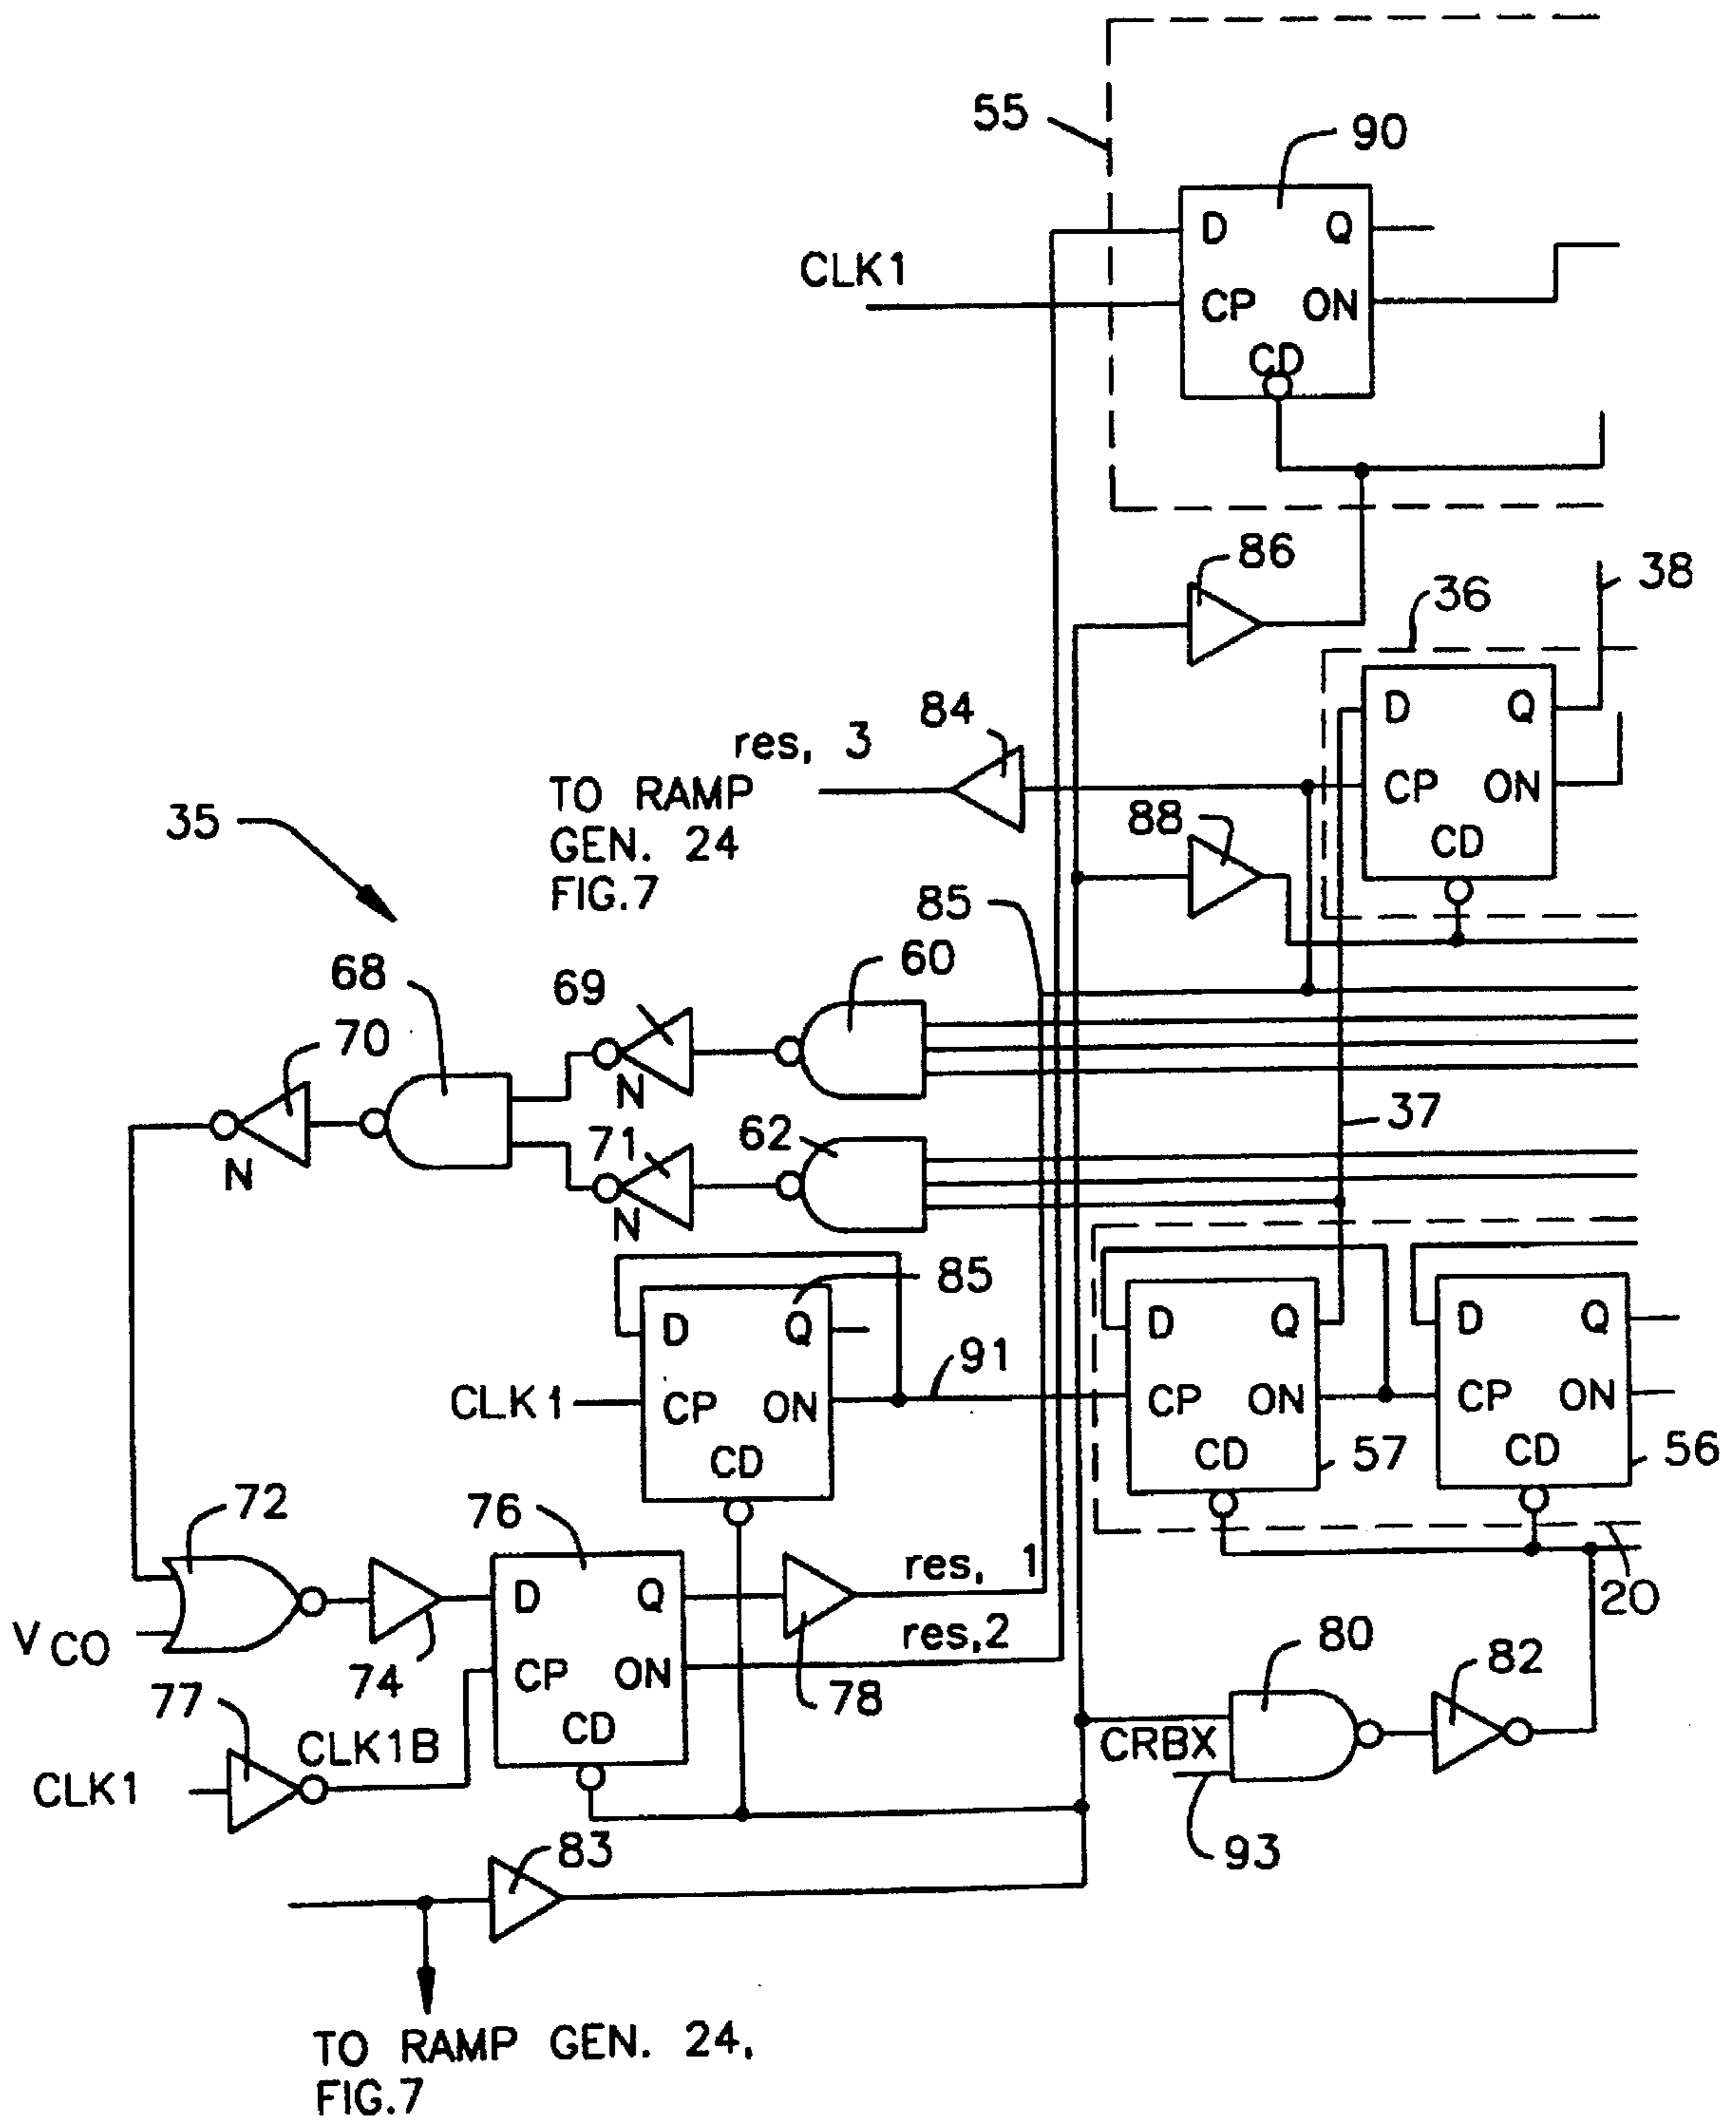 55
90
D Q
CLK1
CP ON
CD
86
38
36
84
D Q
res, 3
TO RAMP
GEN. 24
FIG.7
CP ON
88
CD
35
85
60
68
69
70
N
37
71
62
N
N
85
D Q
91
CLK1
CP ON
CD
D Q
CP ON
CD
57
D Q
CP ON
CD
56
72
76
res, 1
20
D Q
VCO
res,2
80
74
CP ON
78
82
77
CD
CLK1B
CRBX
CLK1
83
93
TO RAMP GEN. 24,
FIG.7